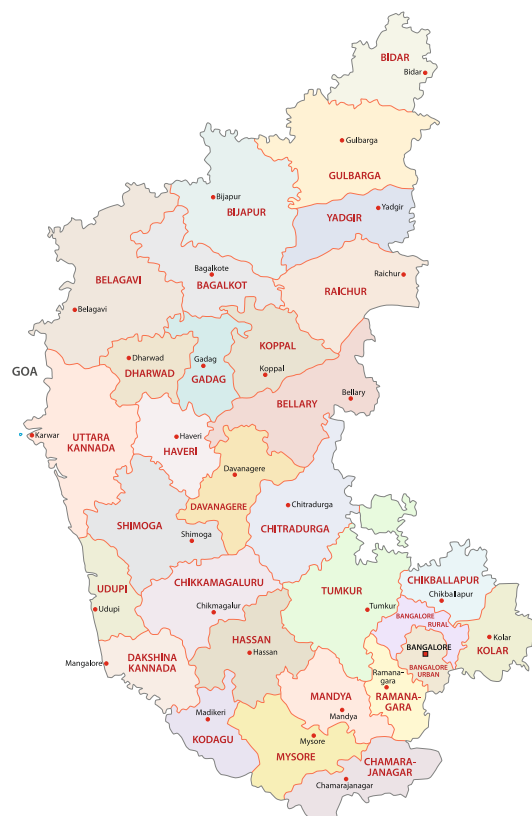 BIDAR
Bidar
Gulbarga
GULBARGA
Bijapur
BIJAPUR
Yadgir
YADGIR
Bagalkote
BAGALKOT
Raichur
RAICHUR
BELAGAVI
Belagavi
KOPPAL
Koppal
Dharwad
DHARWAD
Gadag
GADAG
GOA
BELLARY
Bellary
Karwar
UTTARA
KANNADA
Haveri
HAVERI
Davanagere
DAVANAGERE
Chitradurga
CHITRADURGA
SHIMOGA
Shimoga
UDUPI
Udupi
CHIKKAMAGALURU
Chikmagalur
TUMKUR
Tumkur
CHIKBALLAPUR
Chikballapur
BANGALORE
RURAL
BANGALORE
BANGALORE
URBAN
Kolar
KOLAR
HASSAN
Hassan
Mangalore
DAKSHINA
KANNADA
Ramana-
gara
RAMANA-
GARA
MANDYA
Mandya
Madikeri
KODAGU
Mysore
MYSORE
CHAMARA-
JANAGAR
Chamarajanagar